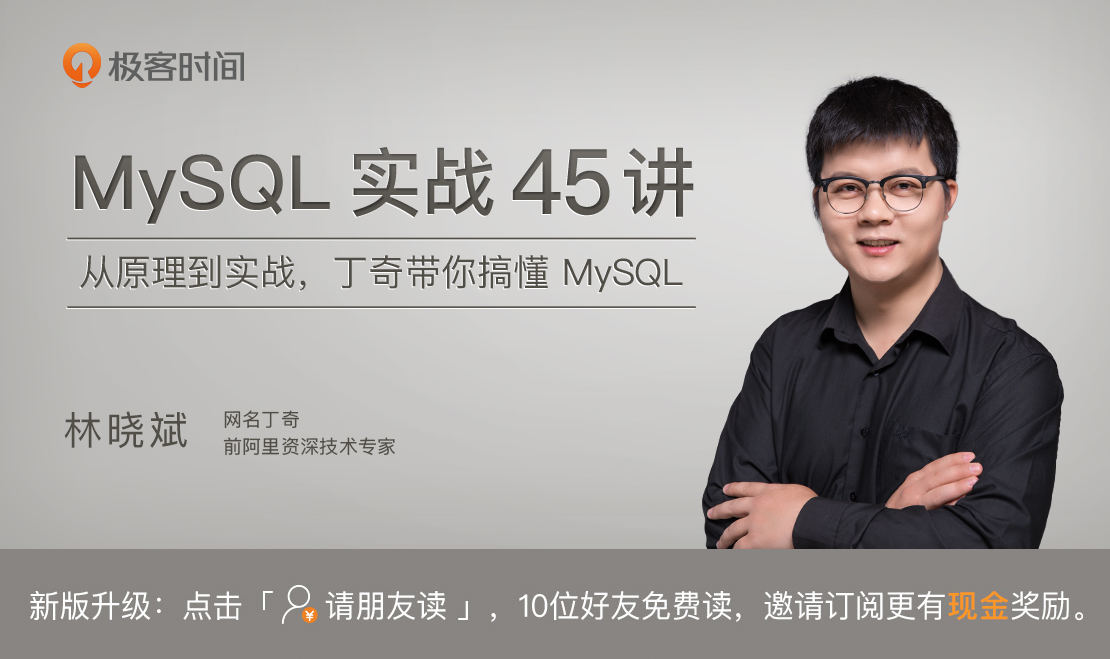 极客时间
MySQL 实战 45 讲
从原理到实战，丁奇带你搞懂 MySQL
林晓斌
网名丁奇
前阿里资深技术专家
新版升级：点击「 ¥ 请朋友读 」，10位好友免费读，邀请订阅更有现金奖励。